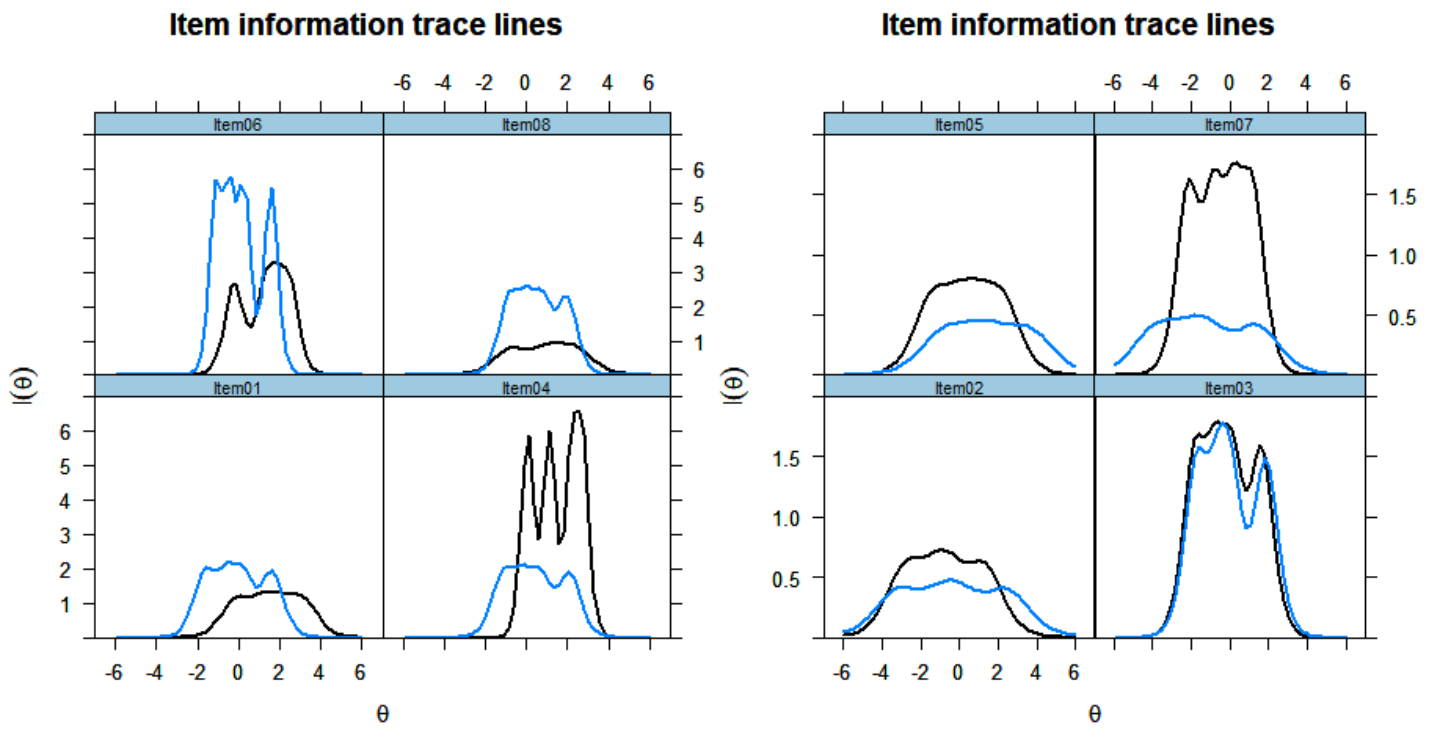 Item information trace lines
-6 -4 -2 0 2 4 6
Item06 Item08
6
5
4
3
2
1
Item01 Item04
6
5
4
3
2
1
I(θ)
-6 -4 -2 0 2 4 6
θ
Item information trace lines
-6 -4 -2 0 2 4 6
Item05 Item07
1.5
1.0
0.5
Item02 Item03
1.5
1.0
0.5
I(θ)
-6 -4 -2 0 2 4 6
θ